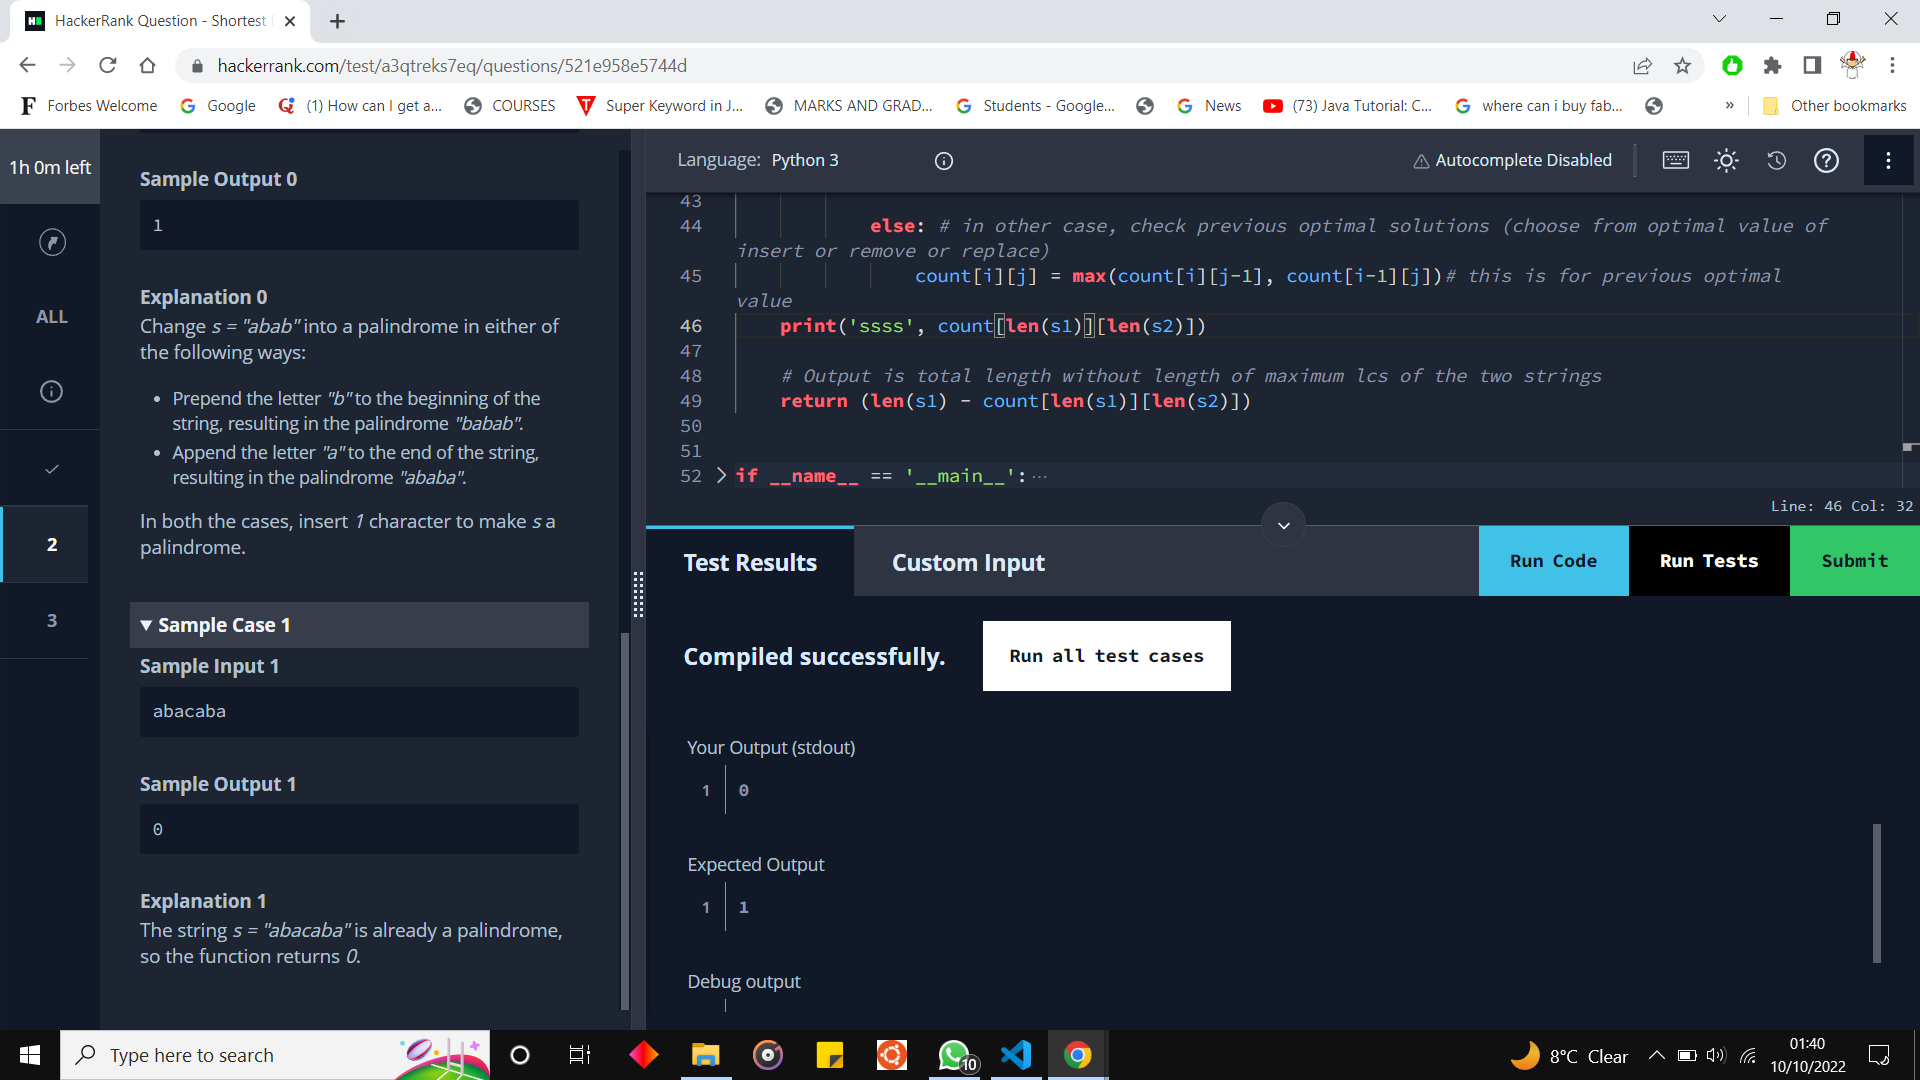 HackerRank Question - Shortest
hackerrank.com/test/a3qtreks7eq/questions/521e958e5744d
Forbes Welcome
Google
(1) How can I get a...
COURSES
Super Keyword in J...
MARKS AND GRAD...
Students - Google...
News
(73) Java Tutorial: C...
where can i buy fab...
»
Other bookmarks
1h 0m left
ALL
2
3
Sample Output 0
1
Explanation 0
Change s = "abab" into a palindrome in either of
the following ways:
• Prepend the letter "b" to the beginning of the
string, resulting in the palindrome "babab".
• Append the letter "a" to the end of the string,
resulting in the palindrome "ababa".
In both the cases, insert 1 character to make s a
palindrome.
Sample Case 1
Sample Input 1
abacaba
Sample Output 1
0
Explanation 1
The string s = "abacaba" is already a palindrome,
so the function returns 0.
Language: Python 3
Autocomplete Disabled
43
44 else: # in other case, check previous optimal solutions (choose from optimal value of
insert or remove or replace)
45 count[i][j] = max(count[i][j-1], count[i-1][j])# this is for previous optimal
value
46 print('ssss', count[len(s1)][len(s2)])
47
48 # Output is total length without length of maximum lcs of the two strings
49 return (len(s1) - count[len(s1)][len(s2)])
50
51
52 if __name__ == '__main__':...
Line: 46 Col: 32
Test Results
Custom Input
Run Code
Run Tests
Submit
Compiled successfully.
Run all test cases
Your Output (stdout)
1 0
Expected Output
1 1
Debug output
Type here to search
10
8°C Clear
01:40
10/10/2022